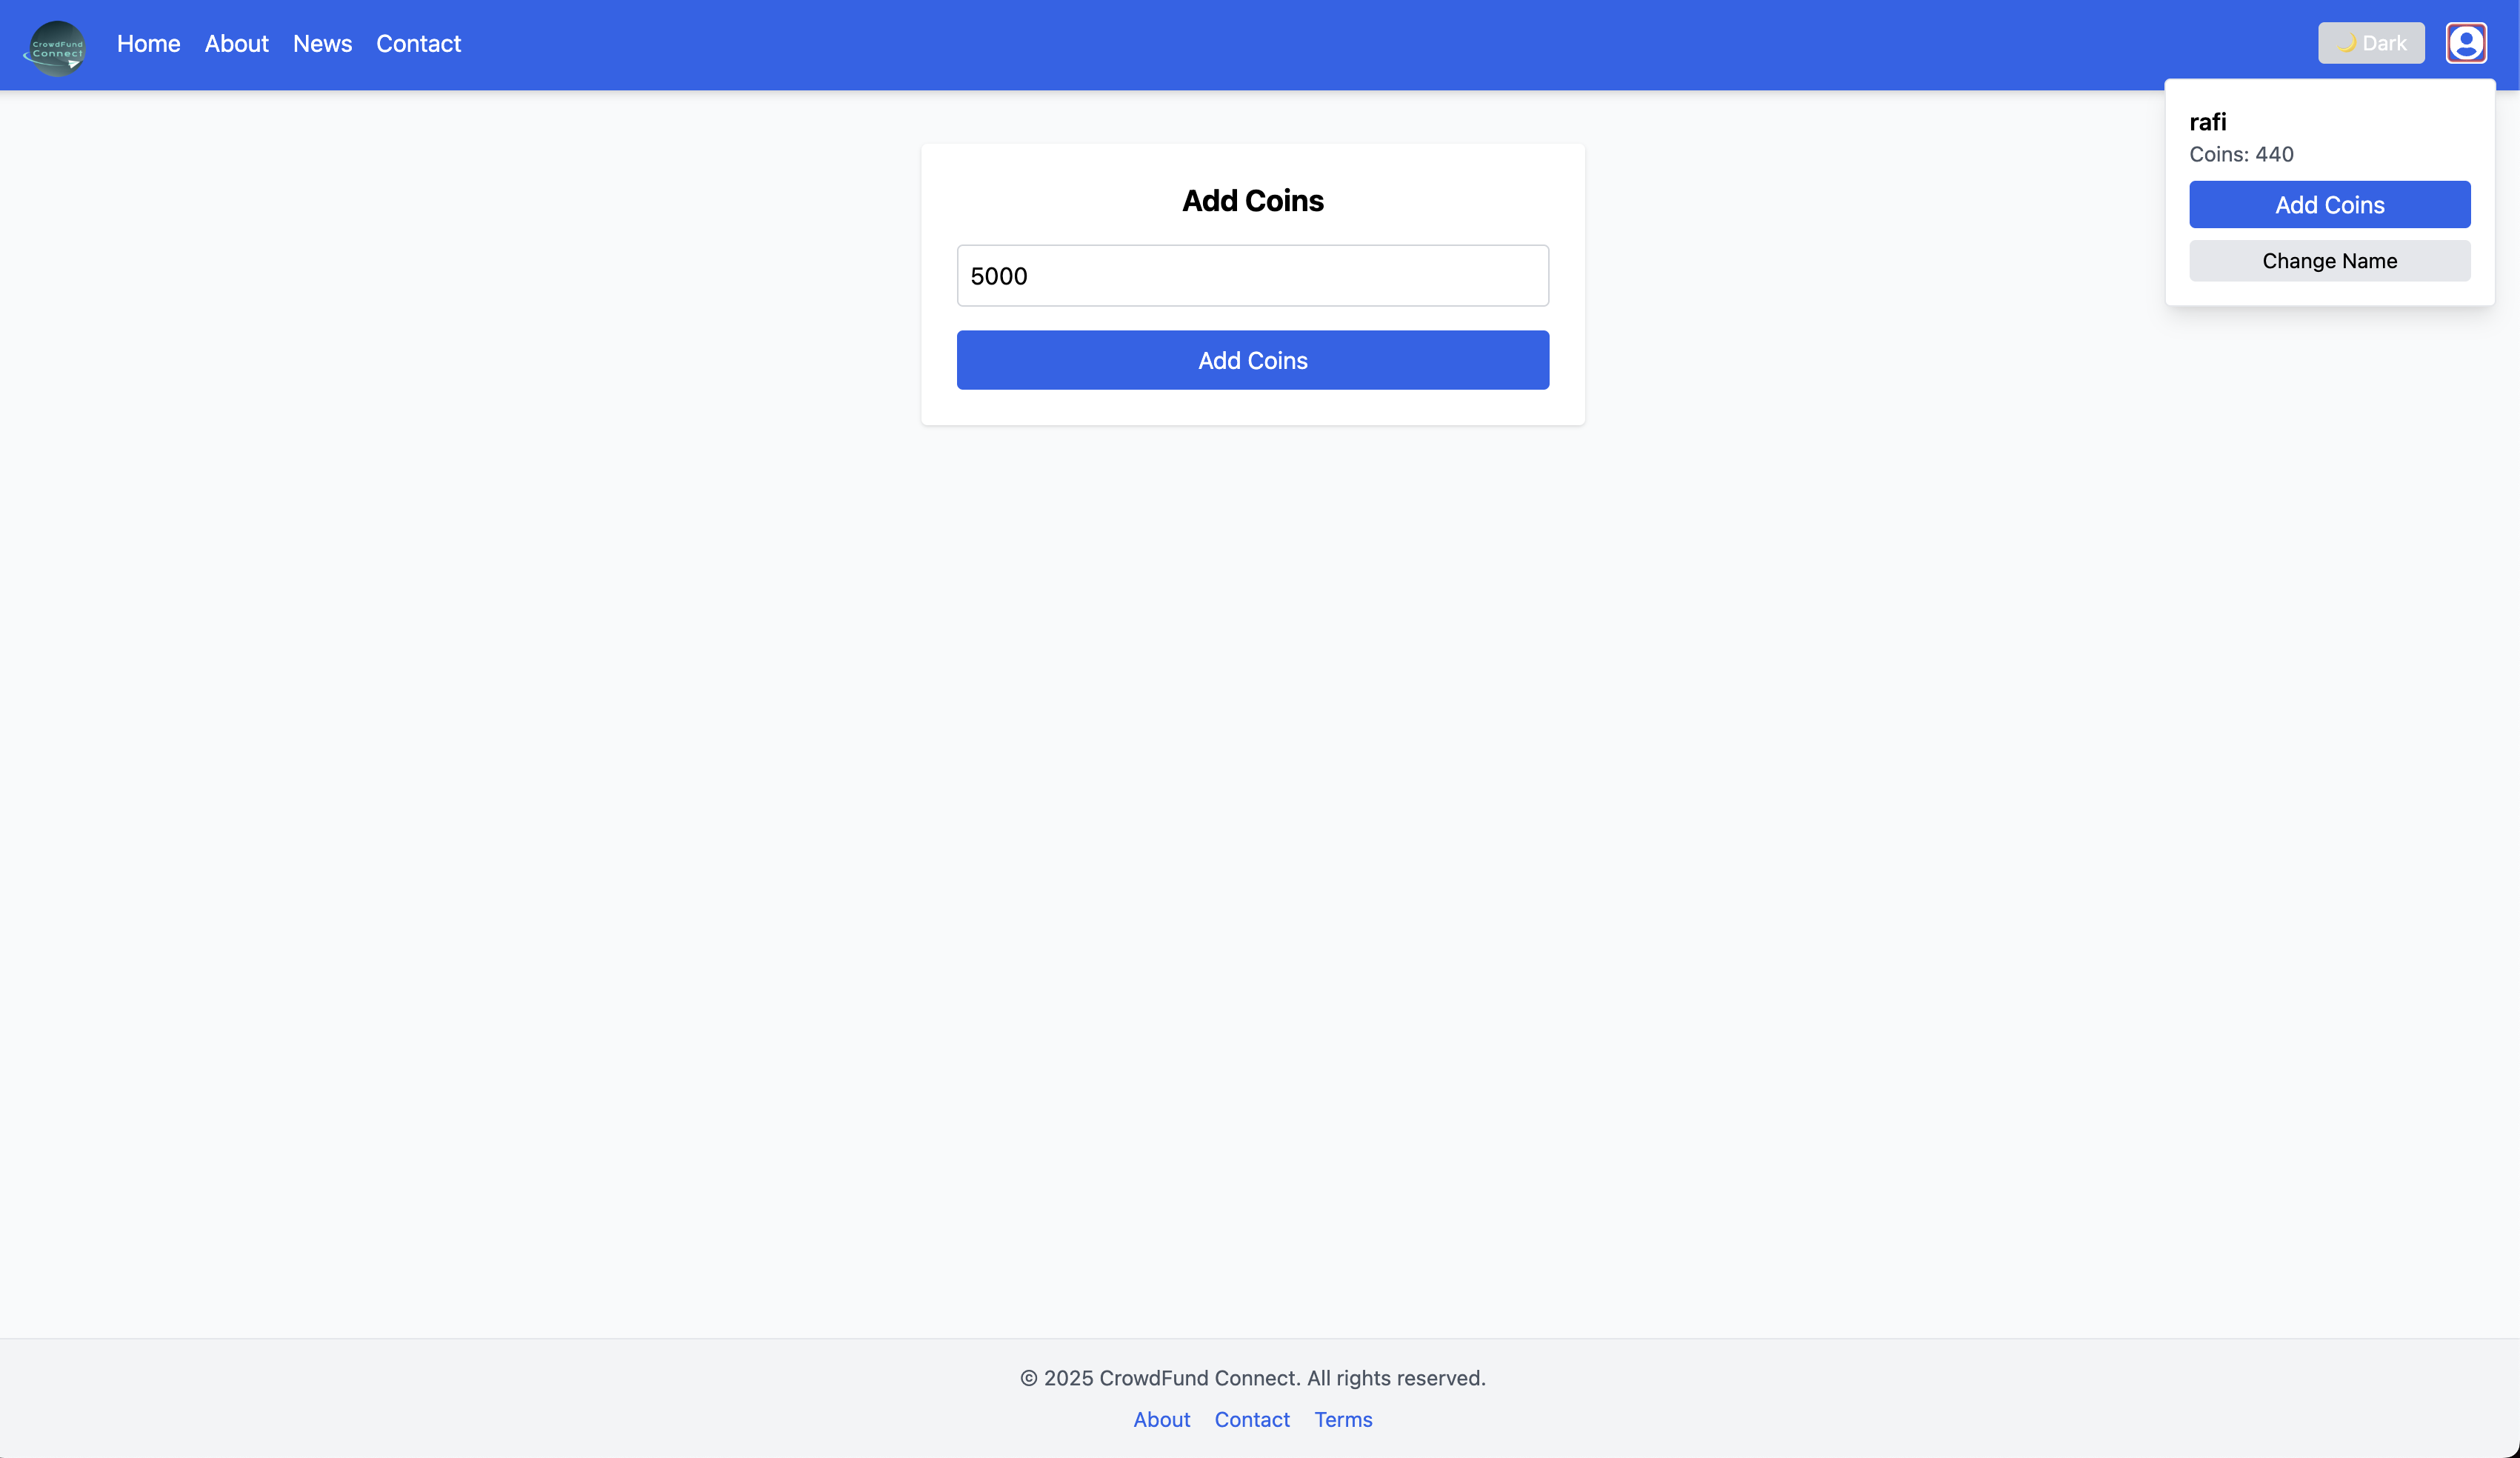 CrowdFund
Connect
Home About News Contact
🌙 Dark
rafi
Coins: 440
Add Coins
Change Name
Add Coins
5000
Add Coins
© 2025 CrowdFund Connect. All rights reserved.
About Contact Terms